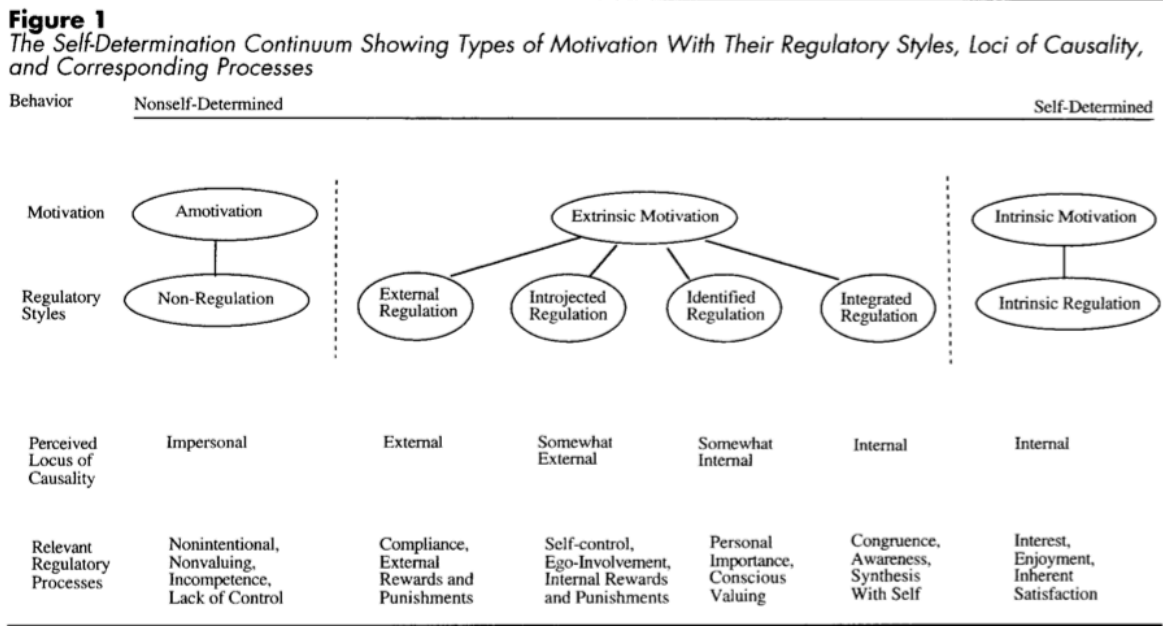 Figure 1
The Self-Determination Continuum Showing Types of Motivation With Their Regulatory Styles, Loci of Causality,
and Corresponding Processes
Behavior Nonself-Determined Self-Determined
Motivation Amotivation Extrinsic Motivation Intrinsic Motivation
Regulatory
Styles
Non-Regulation
External
Regulation
Introjected
Regulation
Identified
Regulation
Integrated
Regulation
Intrinsic Regulation
Perceived
Locus of
Causality
Impersonal
External
Somewhat
External
Somewhat
Internal
Internal
Internal
Relevant
Regulatory
Processes
Nonintentional,
Nonvaluing,
Incompetence,
Lack of Control
Compliance,
External
Rewards and
Punishments
Self-control,
Ego-Involvement,
Internal Rewards
and Punishments
Personal
Importance,
Conscious
Valuing
Congruence,
Awareness,
Synthesis
With Self
Interest,
Enjoyment,
Inherent
Satisfaction